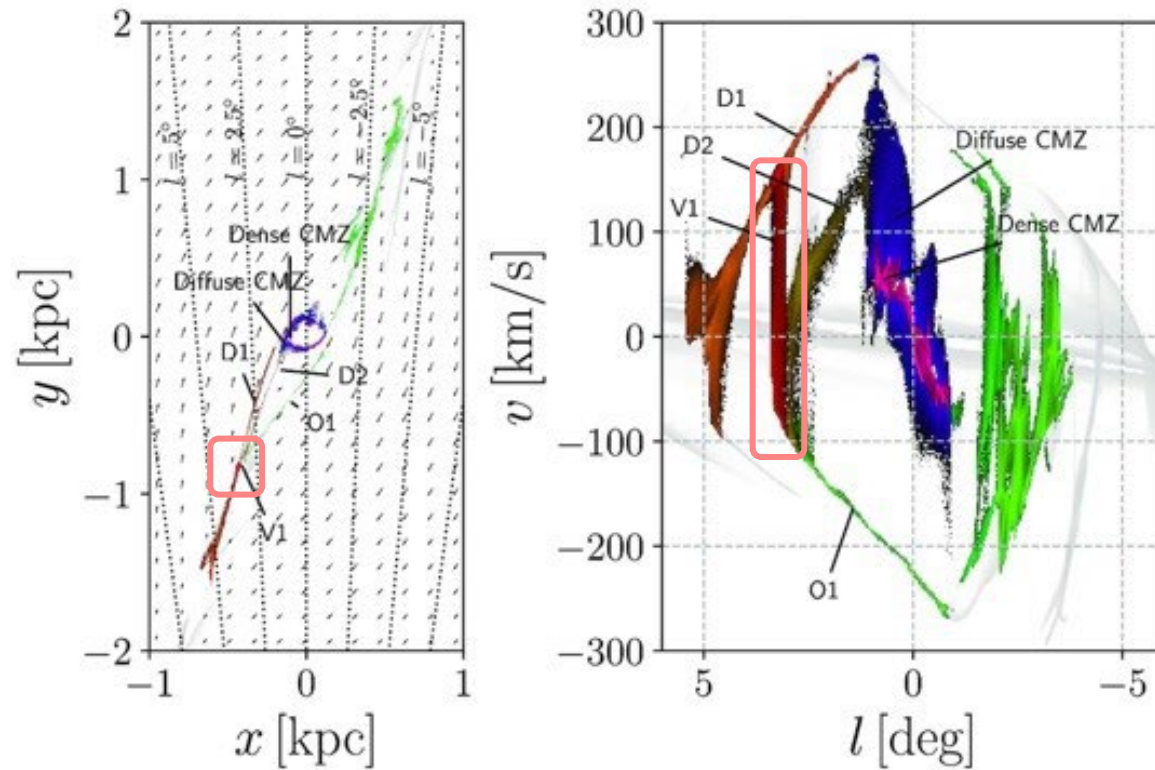 2
1
0
−1
−2
−1
0
1
y [kpc]
x [kpc]
l = 5°
l = 2.5°
l = 0°
l = −2.5°
l = −5°
Dense CMZ
Diffuse CMZ
D1
D2
O1
V1
300
200
100
0
−100
−200
−300
5
0
−5
v [km/s]
l [deg]
D1
D2
V1
Diffuse CMZ
Dense CMZ
O1